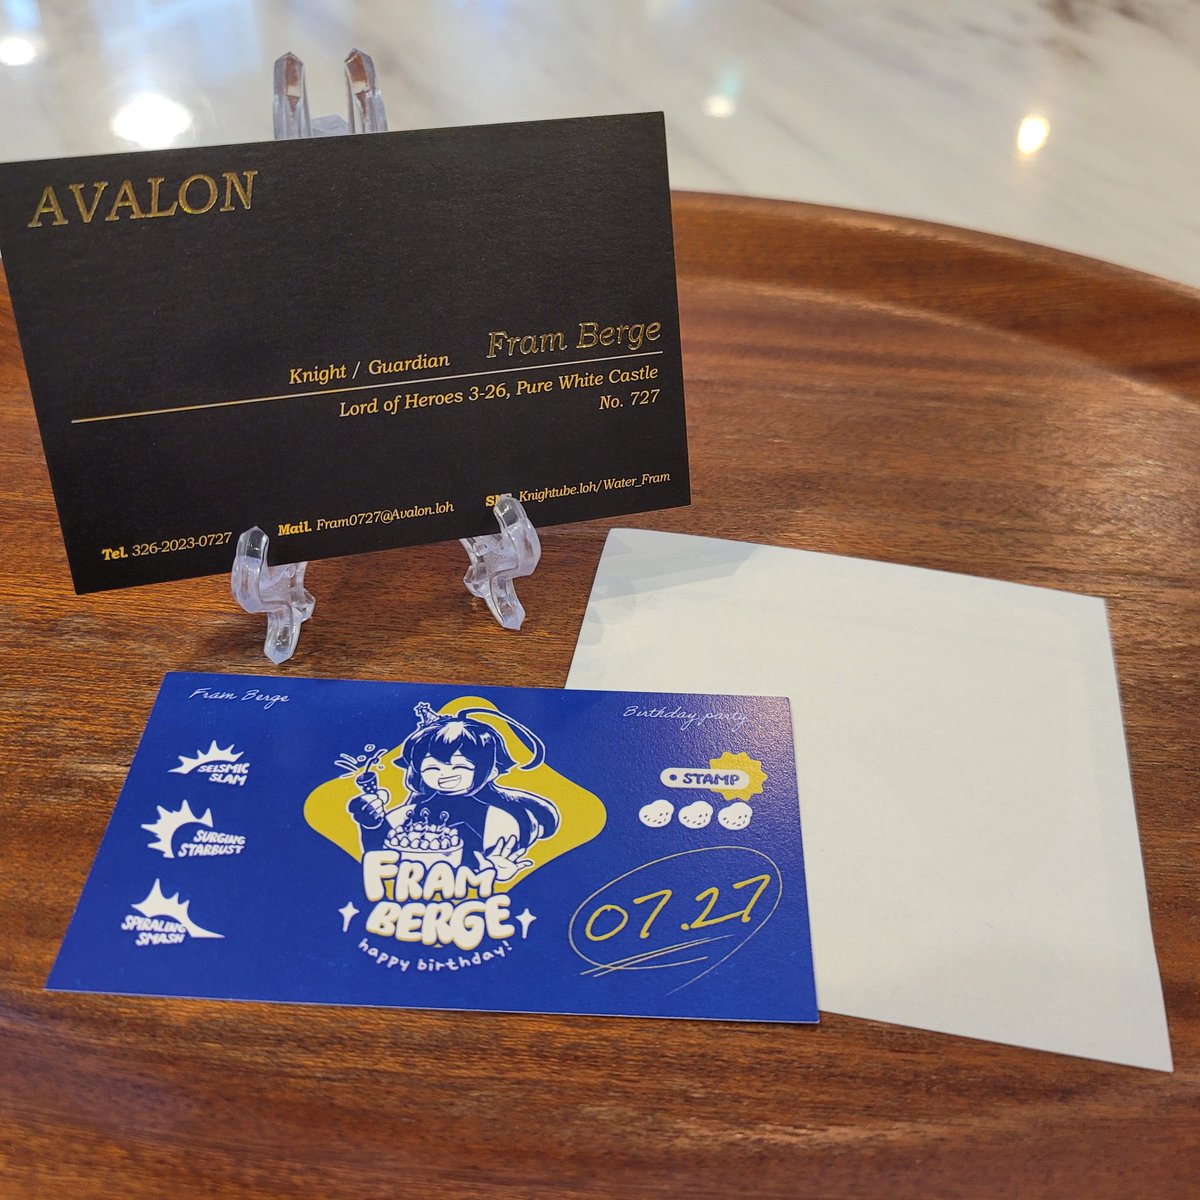 AVALON
Fram Berge
Knight / Guardian
Lord of Heroes 3-26, Pure White Castle
No. 727
Tel. 326-2023-0727
Mail. Fram0727@Avalon.loh
Knightube.loh/Water_Fram
Fram Berge
Birthday party
SEISMIC
SLAM
SURGING
STARBUST
SPIRALING
SMASH
FRAM
BERGE
happy birthday!
STAMP
07.27